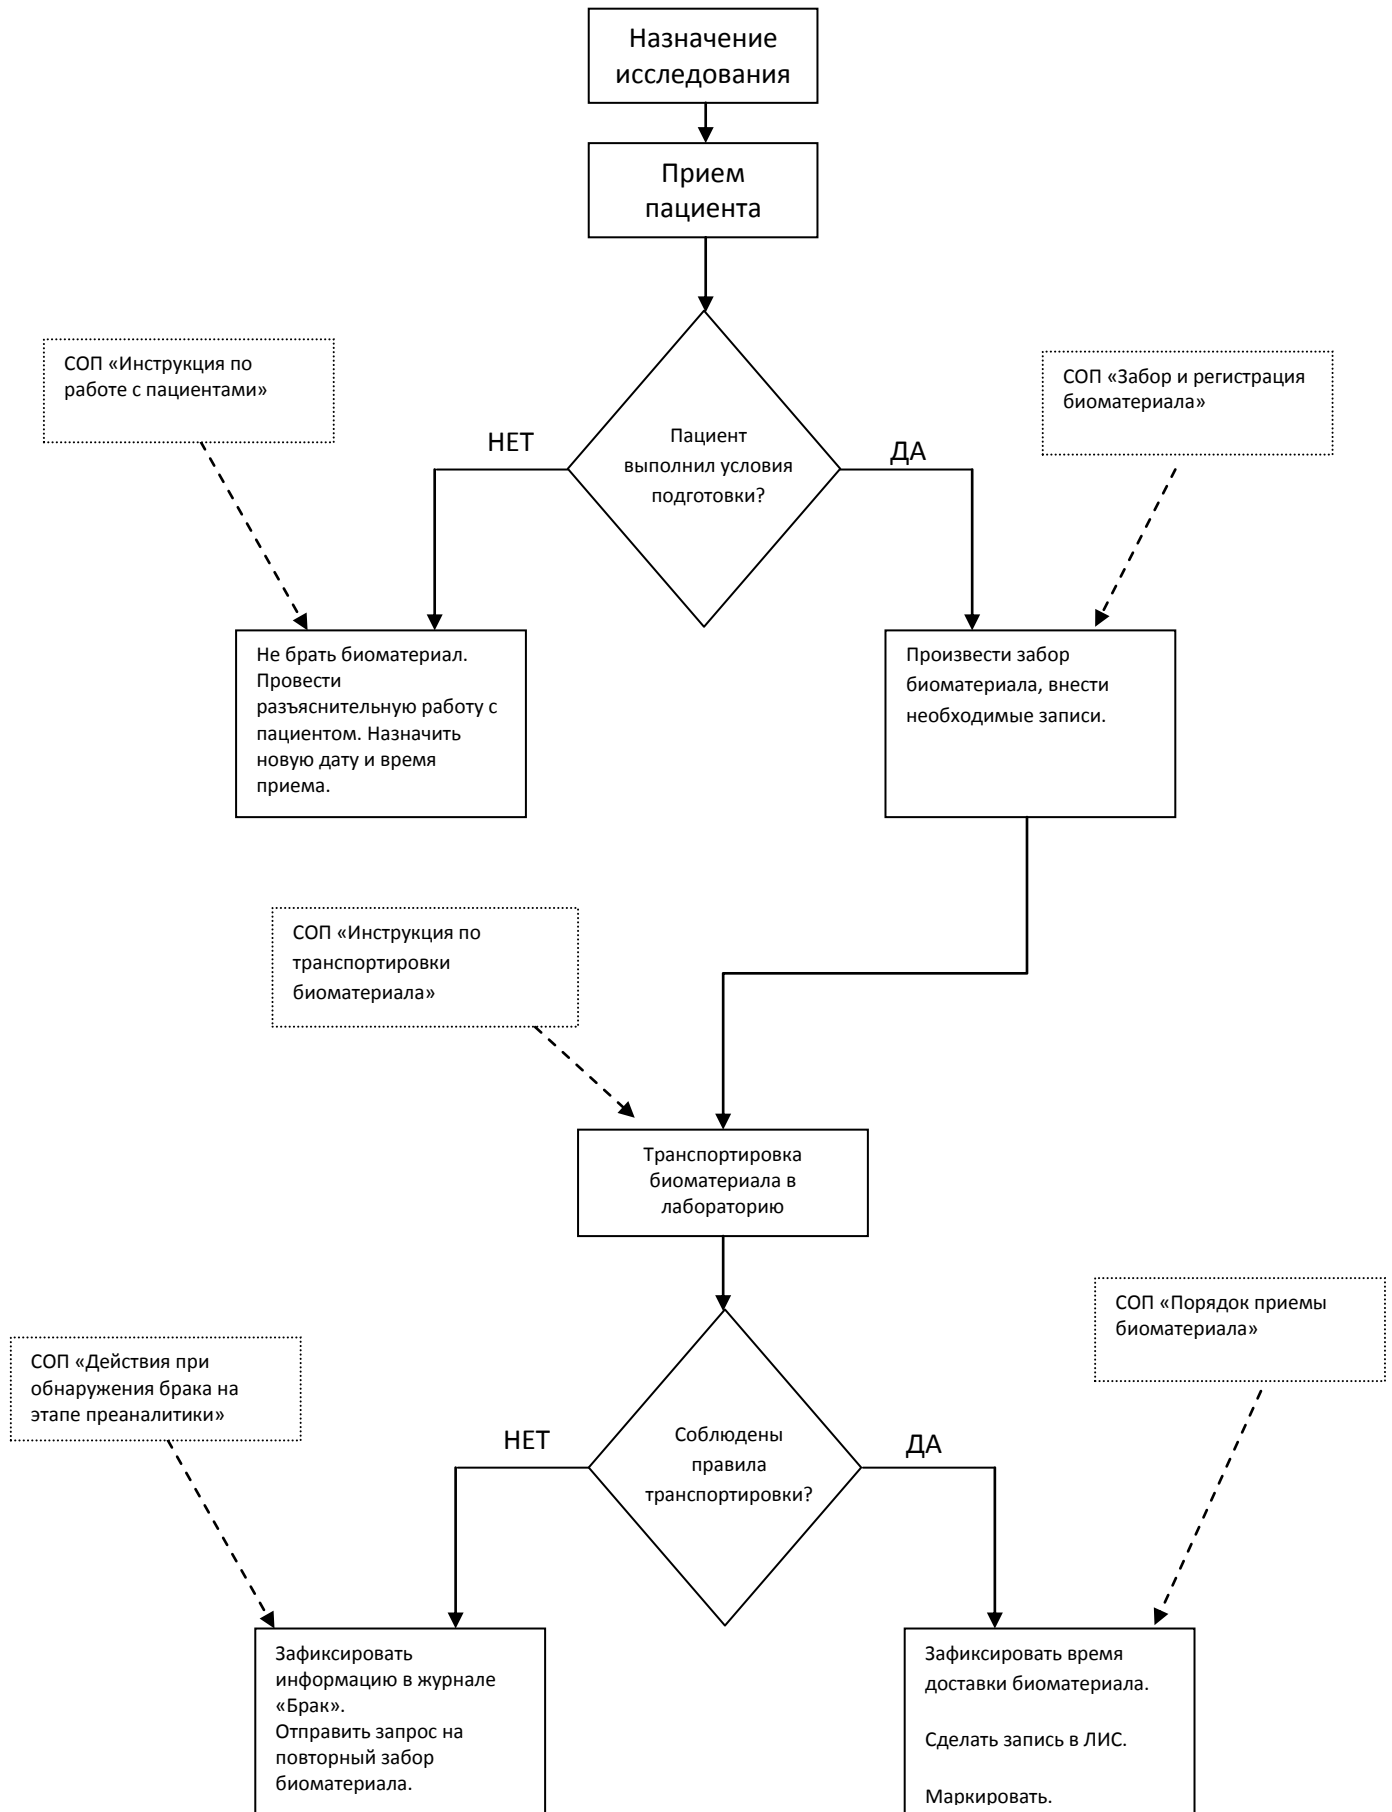 Назначение
исследования
Прием
пациента
СОП «Инструкция по
работе с пациентами»
СОП «Забор и регистрация
биоматериала»
НЕТ
Пациент
выполнил условия
подготовки?
ДА
Не брать биоматериал.
Провести
разъяснительную работу с
пациентом. Назначить
новую дату и время
приема.
Произвести забор
биоматериала, внести
необходимые записи.
СОП «Инструкция по
транспортировки
биоматериала»
Транспортировка
биоматериала в
лабораторию
СОП «Порядок приемы
биоматериала»
СОП «Действия при
обнаружения брака на
этапе преаналитики»
НЕТ
Соблюдены
правила
транспортировки?
ДА
Зафиксировать
информацию в журнале
«Брак».
Отправить запрос на
повторный забор
биоматериала.
Зафиксировать время
доставки биоматериала.
Сделать запись в ЛИС.
Маркировать.